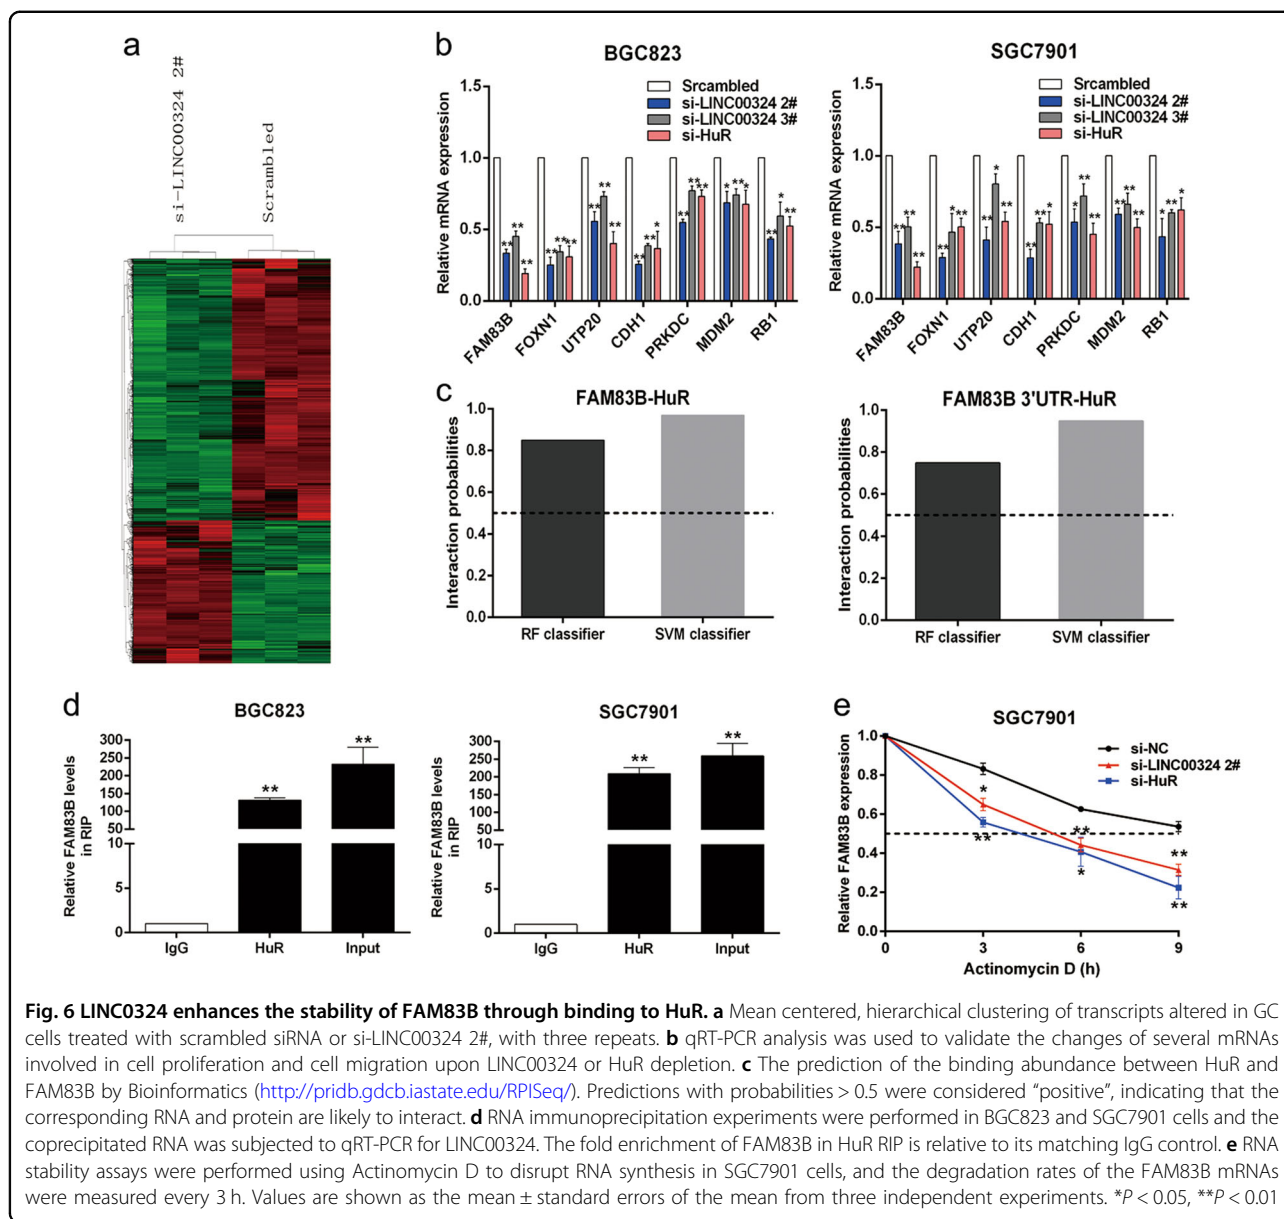 a
si-LINC00324 2#
Scrambled
b
BGC823
Srcambled
si-LINC00324 2#
si-LINC00324 3#
si-HuR
Relative mRNA expression
1.5
1.0
0.5
0.0
** ** **
** ** **
** ** **
** ** *
** ** **
* ** *
** * **
FAM83B
FOXN1
UTP20
CDH1
PRKDC
MDM2
RB1
SGC7901
Srcambled
si-LINC00324 2#
si-LINC00324 3#
si-HuR
Relative mRNA expression
1.5
1.0
0.5
0.0
** ** **
** * **
** * **
** ** *
* ** **
** ** **
* ** *
FAM83B
FOXN1
UTP20
CDH1
PRKDC
MDM2
RB1
c
FAM83B-HuR
Interaction probabilities
1.0
0.8
0.6
0.4
0.2
0.0
RF classifier
SVM classifier
FAM83B 3'UTR-HuR
Interaction probabilities
1.0
0.8
0.6
0.4
0.2
0.0
RF classifier
SVM classifier
d
BGC823
Relative FAM83B levels
in RIP
300
250
200
150
100
50
10
5
0
**
**
IgG
HuR
Input
SGC7901
Relative FAM83B levels
in RIP
300
250
200
150
100
50
10
5
0
**
**
IgG
HuR
Input
e
SGC7901
si-NC
si-LINC00324 2#
si-HuR
Relative FAM83B expression
1.0
0.8
0.6
0.4
0.2
0.0
*
**
**
*
**
**
0
3
6
9
Actinomycin D (h)
Fig. 6 LINC0324 enhances the stability of FAM83B through binding to HuR. a Mean centered, hierarchical clustering of transcripts altered in GC
cells treated with scrambled siRNA or si-LINC00324 2#, with three repeats. b qRT-PCR analysis was used to validate the changes of several mRNAs
involved in cell proliferation and cell migration upon LINC00324 or HuR depletion. c The prediction of the binding abundance between HuR and
FAM83B by Bioinformatics (http://pridb.gdcb.iastate.edu/RPISeq/). Predictions with probabilities > 0.5 were considered “positive”, indicating that the
corresponding RNA and protein are likely to interact. d RNA immunoprecipitation experiments were performed in BGC823 and SGC7901 cells and the
coprecipitated RNA was subjected to qRT-PCR for LINC00324. The fold enrichment of FAM83B in HuR RIP is relative to its matching IgG control. e RNA
stability assays were performed using Actinomycin D to disrupt RNA synthesis in SGC7901 cells, and the degradation rates of the FAM83B mRNAs
were measured every 3 h. Values are shown as the mean ± standard errors of the mean from three independent experiments. *P < 0.05, **P < 0.01